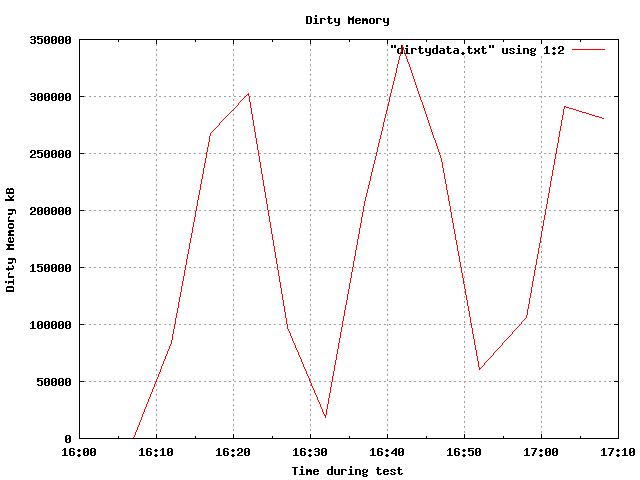 Dirty Memory
350000
"dirtydata.txt" using 1:2
300000
250000
200000
150000
100000
50000
0
Dirty Memory kB
16:00 16:10 16:20 16:30 16:40 16:50 17:00 17:10
Time during test